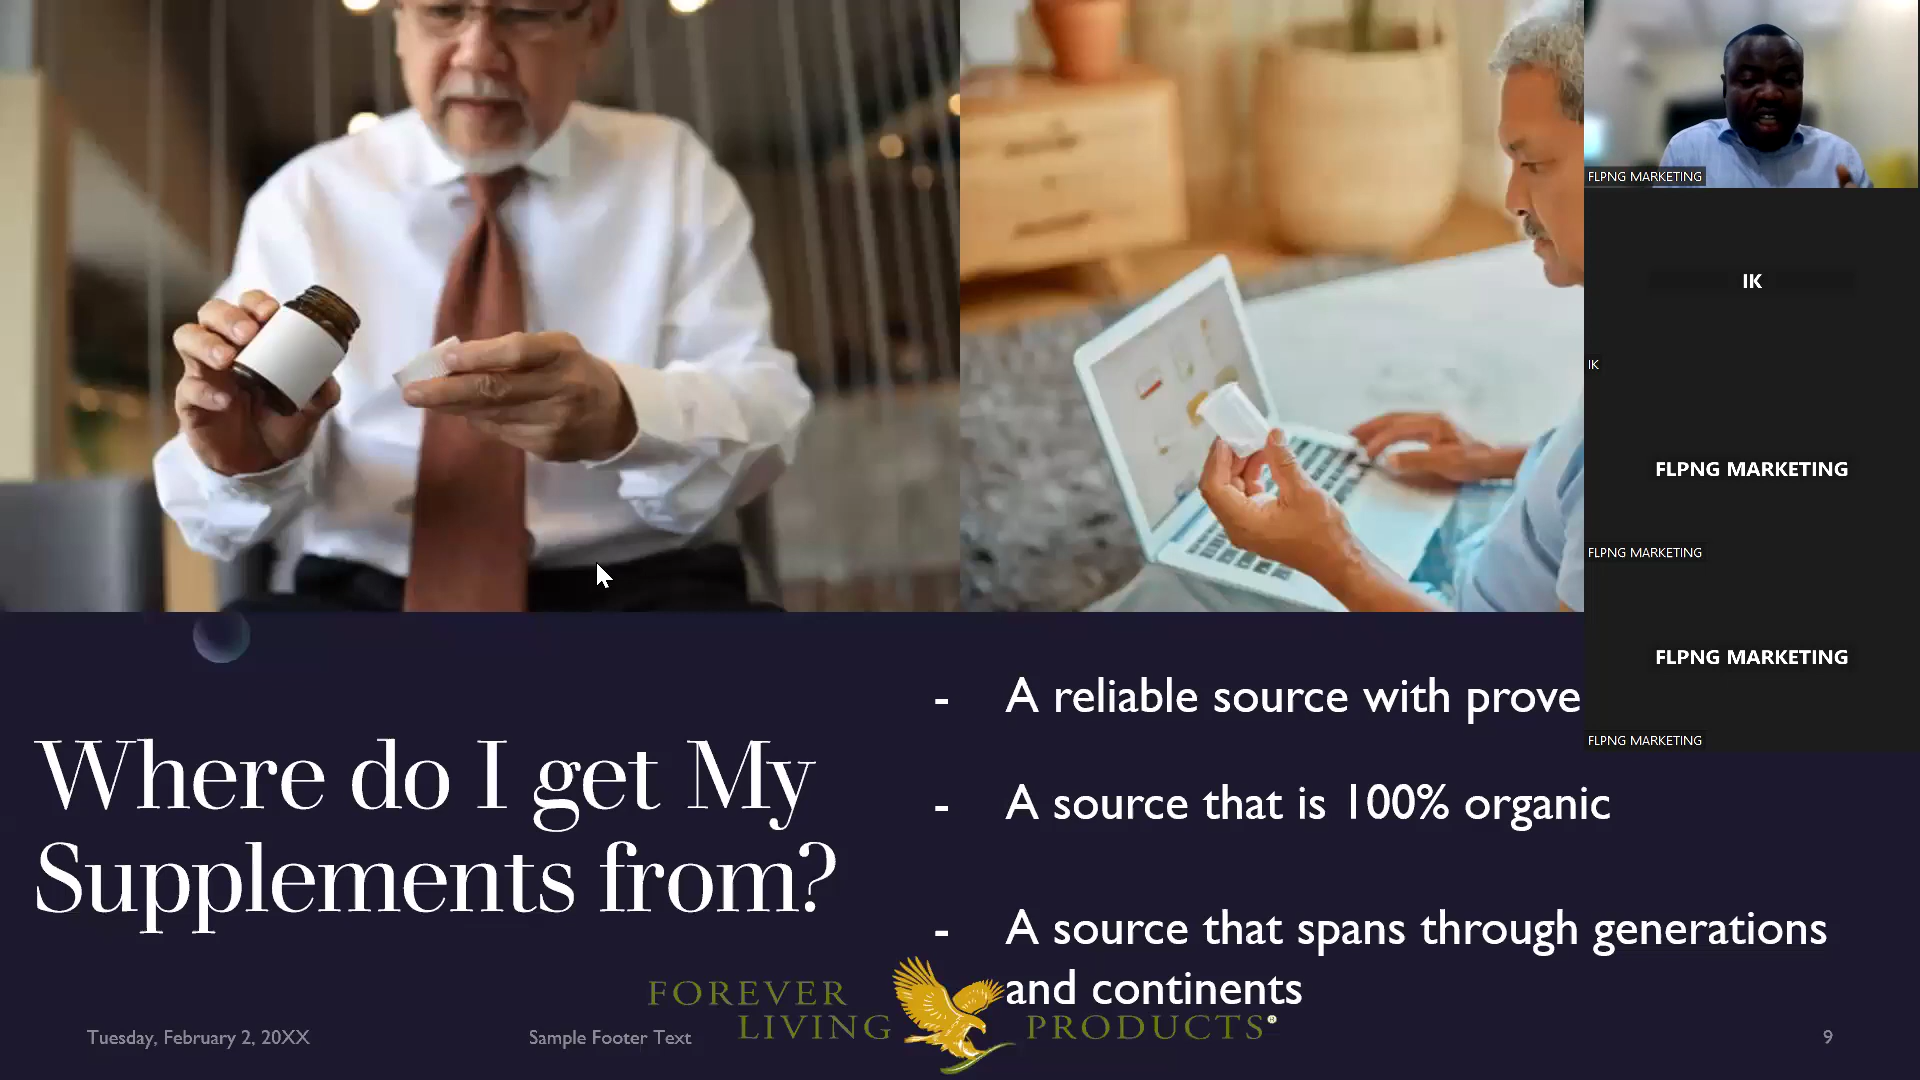 FLPNG MARKETING
IK
IK
FLPNG MARKETING
FLPNG MARKETING
FLPNG MARKETING
FLPNG MARKETING
Where do I get My
Supplements from?
- A reliable source with prove
- A source that is 100% organic
- A source that spans through generations
and continents
FOREVER
LIVING PRODUCTS®
Tuesday, February 2, 20XX
Sample Footer Text
9